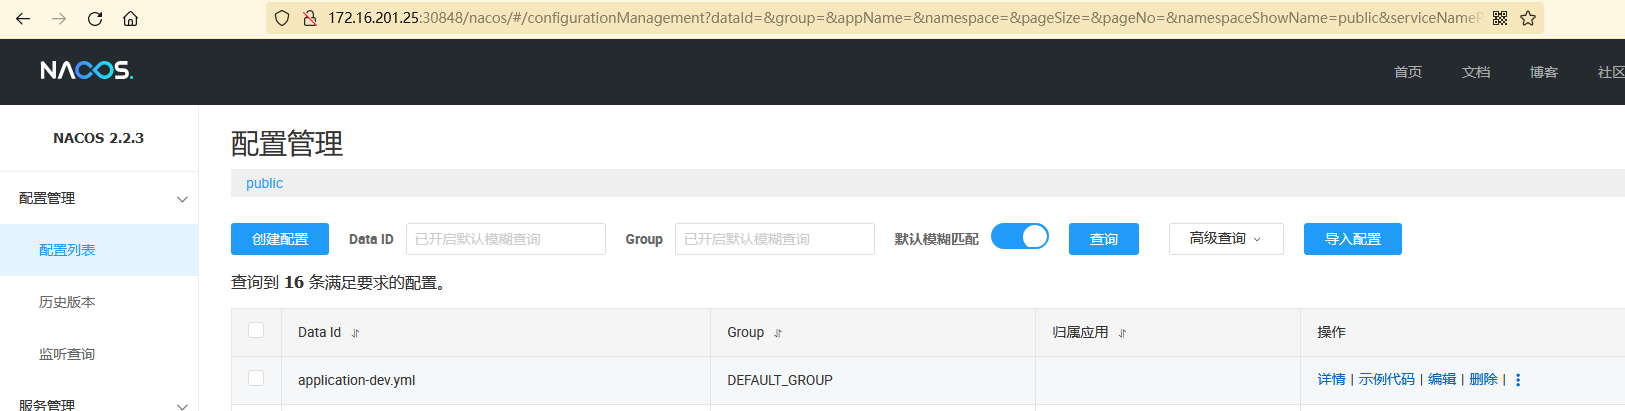 172.16.201.25:30848/nacos/#/configurationManagement?dataId=&group=&appName=&namespace=&pageSize=&pageNo=&namespaceShowName=public&serviceNameP
NACOS.
首页 文档 博客 社区
NACOS 2.2.3
配置管理
配置列表
历史版本
监听查询
服务管理
配置管理
public
创建配置 Data ID 已开启默认模糊查询 Group 已开启默认模糊查询 默认模糊匹配 查询 高级查询 导入配置
查询到 16 条满足要求的配置。
Data Id Group 归属应用 操作
application-dev.yml DEFAULT_GROUP 详情 | 示例代码 | 编辑 | 删除 |